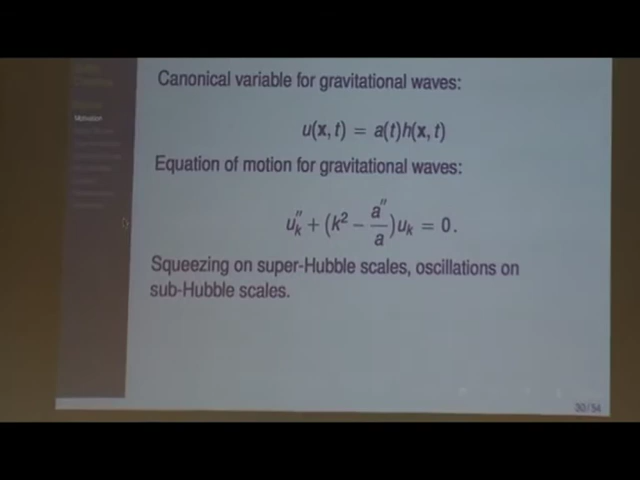 Motivation
Canonical variable for gravitational waves:
u(x, t) = a(t)h(x, t)
Equation of motion for gravitational waves:
u''_k + (k² − a''/a)u_k = 0.
Squeezing on super-Hubble scales, oscillations on
sub-Hubble scales.
30/34